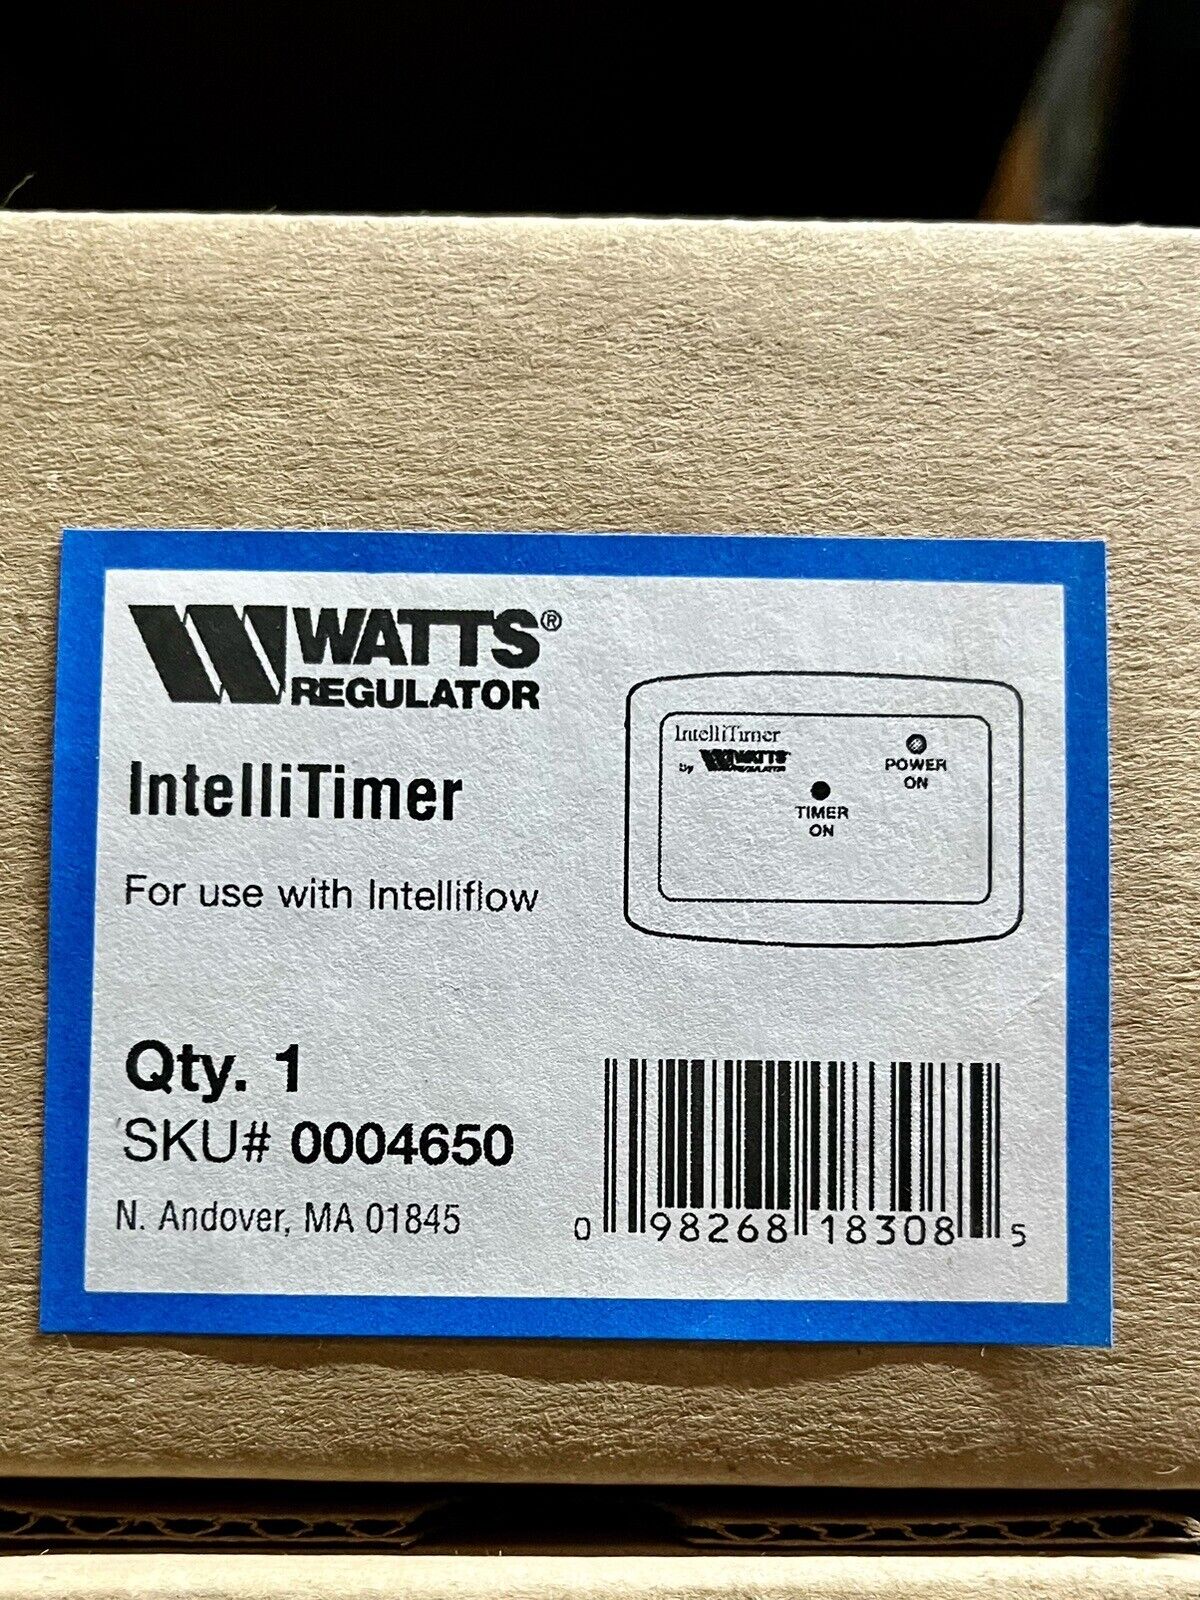 WATTS®
REGULATOR
IntelliTimer
For use with Intelliflow
IntelliTimer
by WATTS
REGULATOR
POWER
ON
TIMER
ON
Qty. 1
SKU# 0004650
N. Andover, MA 01845
0 98268 18308 5